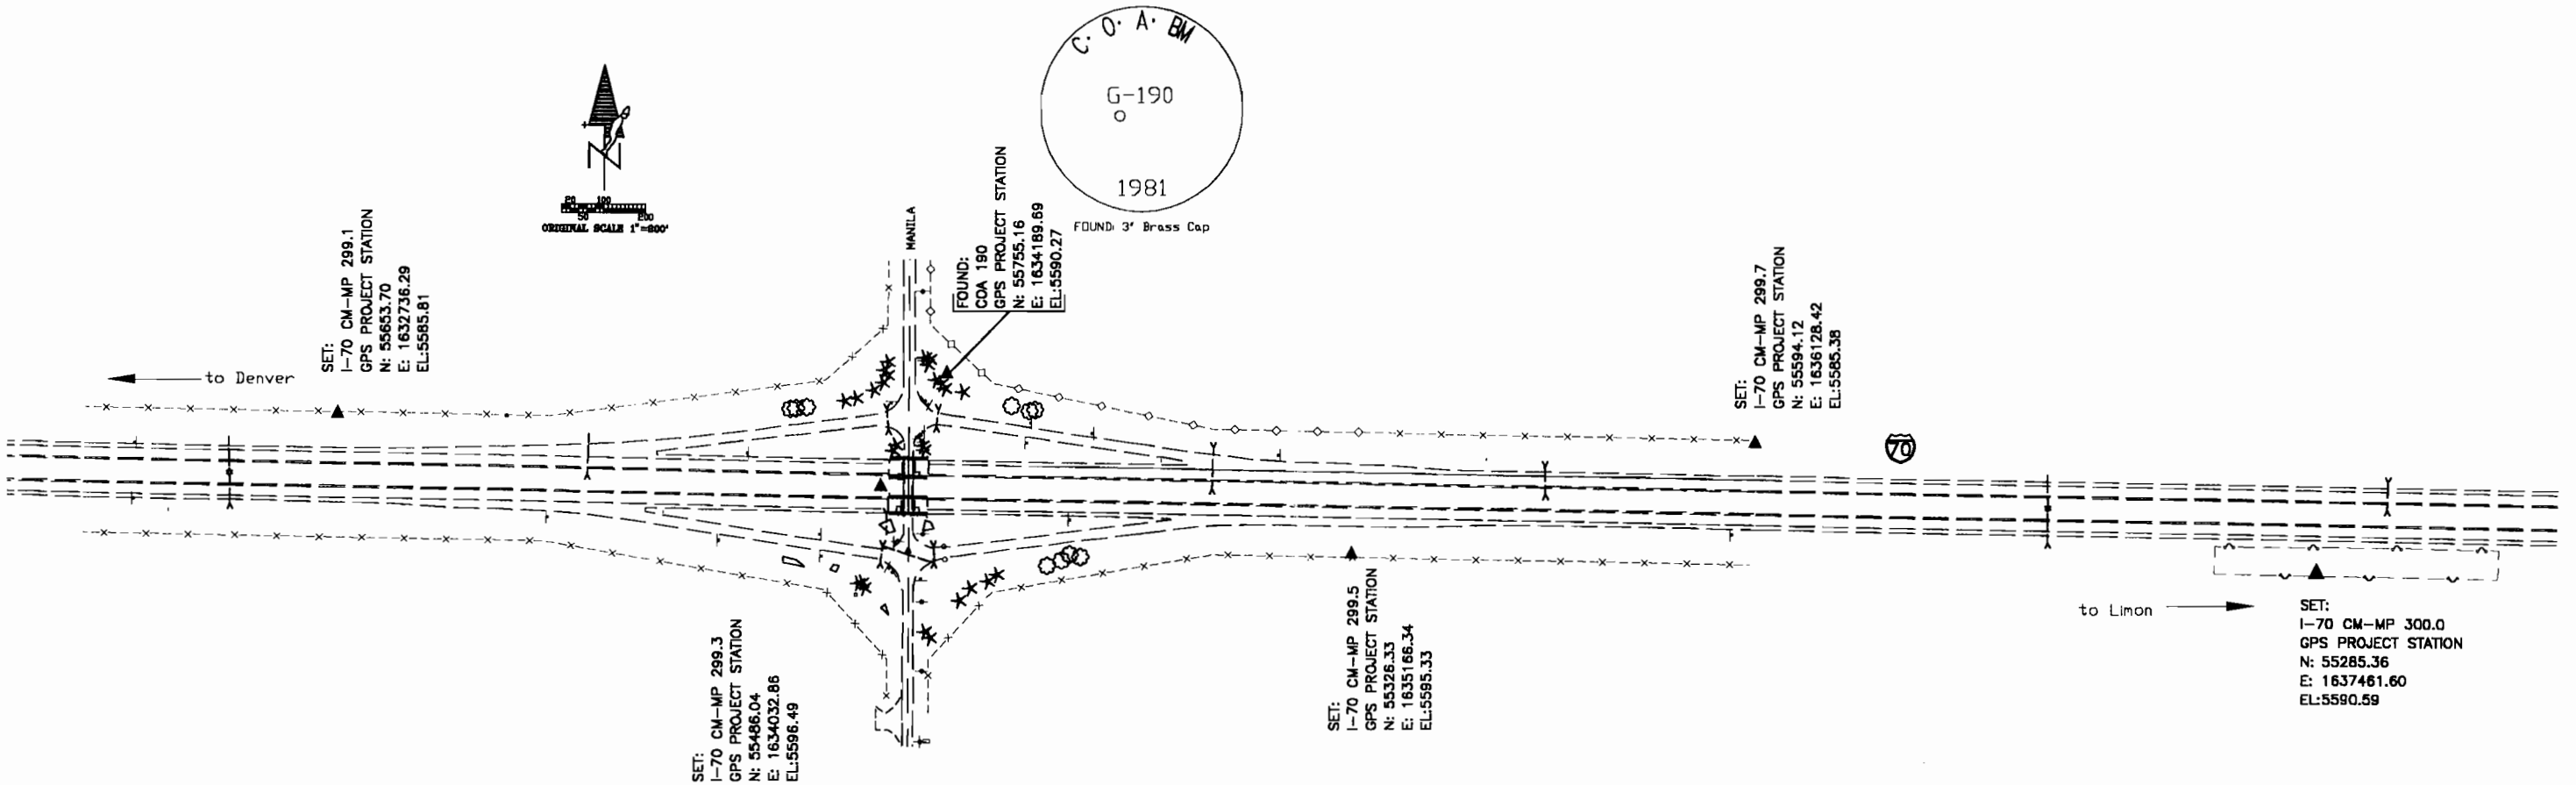 C. O. A. BM
G-190
1981
FOUND: 3" Brass Cap
N
20 100
50 200
ORIGINAL SCALE 1"=200'
MANILA
SET:
I-70 CM-MP 299.1
GPS PROJECT STATION
N: 55653.70
E: 1632736.29
EL:5585.81
FOUND:
COA 190
GPS PROJECT STATION
N: 55755.16
E: 1634189.69
EL:5590.27
SET:
I-70 CM-MP 299.7
GPS PROJECT STATION
N: 55594.12
E: 1636128.42
EL:5585.38
to Denver
70
SET:
I-70 CM-MP 299.3
GPS PROJECT STATION
N: 55486.04
E: 1634032.86
EL:5596.49
SET:
I-70 CM-MP 299.5
GPS PROJECT STATION
N: 55326.33
E: 1635166.34
EL:5595.33
to Limon
SET:
I-70 CM-MP 300.0
GPS PROJECT STATION
N: 55285.36
E: 1637461.60
EL:5590.59